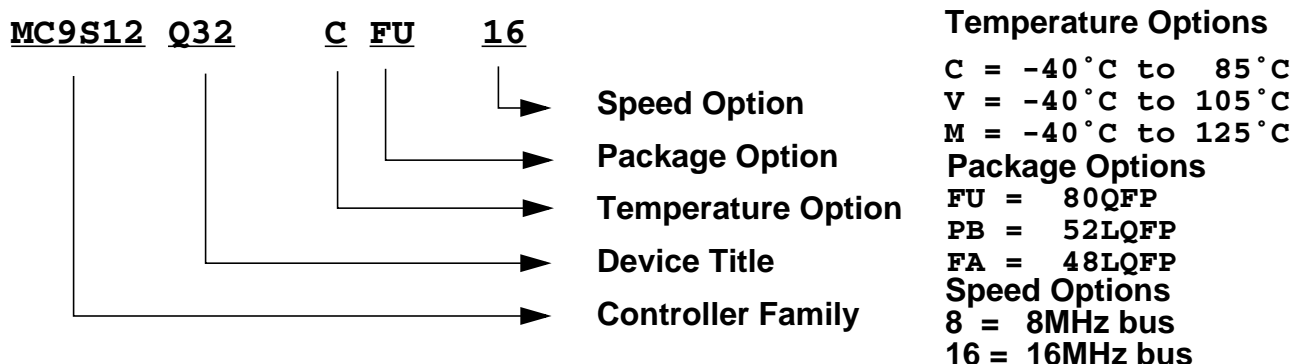 MC9S12 Q32 C FU 16
Speed Option
Package Option
Temperature Option
Device Title
Controller Family
Temperature Options
C = -40˚C to 85˚C
V = -40˚C to 105˚C
M = -40˚C to 125˚C
Package Options
FU = 80QFP
PB = 52LQFP
FA = 48LQFP
Speed Options
8 = 8MHz bus
16 = 16MHz bus